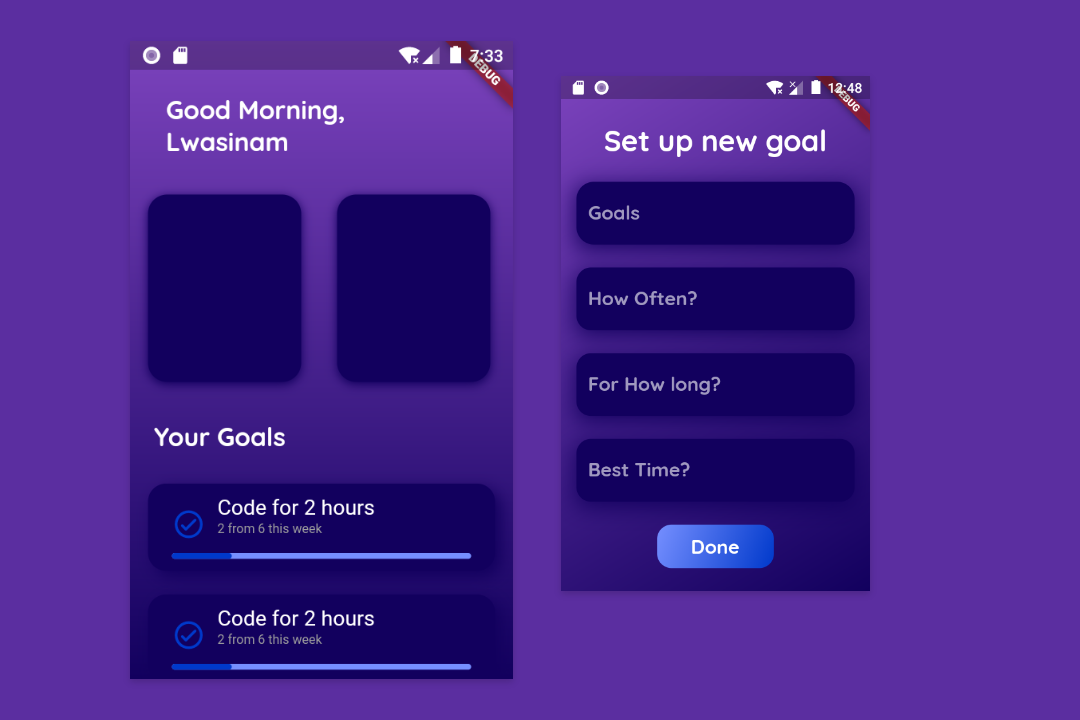 7:33
DEBUG
Good Morning,
Lwasinam
Your Goals
Code for 2 hours
2 from 6 this week
Code for 2 hours
2 from 6 this week
12:48
DEBUG
Set up new goal
Goals
How Often?
For How long?
Best Time?
Done